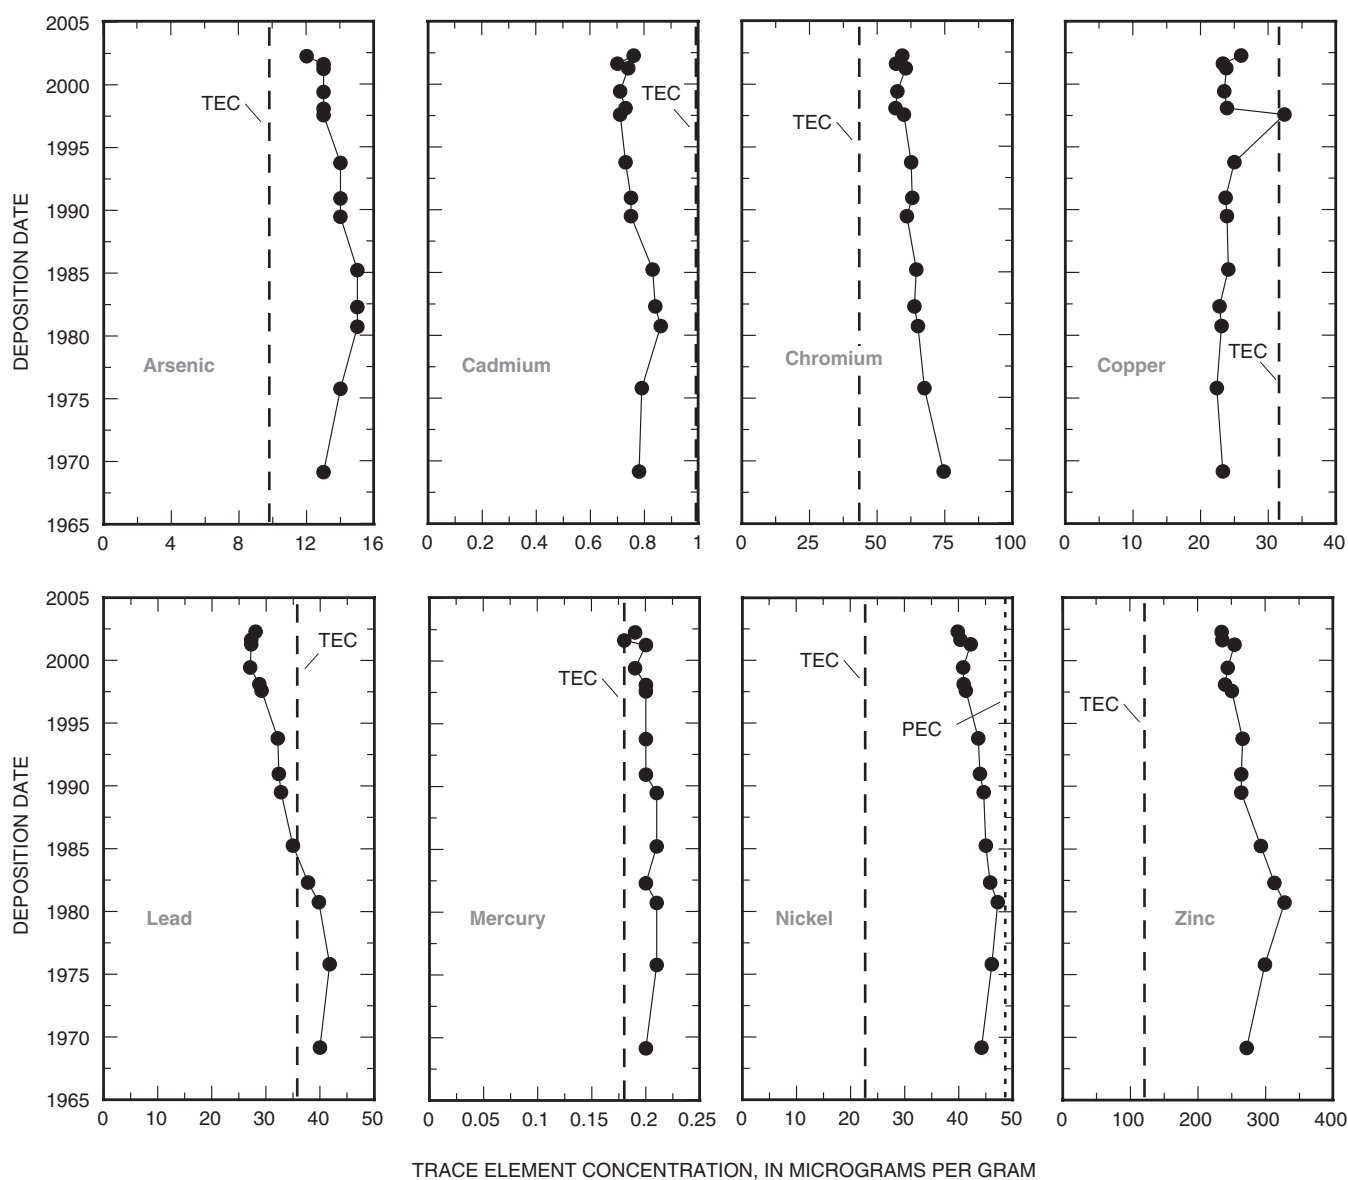 2005
2000
1995
1990
1985
1980
1975
1970
1965
DEPOSITION DATE
TEC
Arsenic
0 4 8 12 16
TEC
Cadmium
0 0.2 0.4 0.6 0.8 1
TEC
Chromium
0 25 50 75 100
TEC
Copper
0 10 20 30 40
2005
2000
1995
1990
1985
1980
1975
1970
1965
DEPOSITION DATE
TEC
Lead
0 10 20 30 40 50
TEC
Mercury
0 0.05 0.1 0.15 0.2 0.25
TEC
PEC
Nickel
0 10 20 30 40 50
TEC
Zinc
0 100 200 300 400
TRACE ELEMENT CONCENTRATION, IN MICROGRAMS PER GRAM